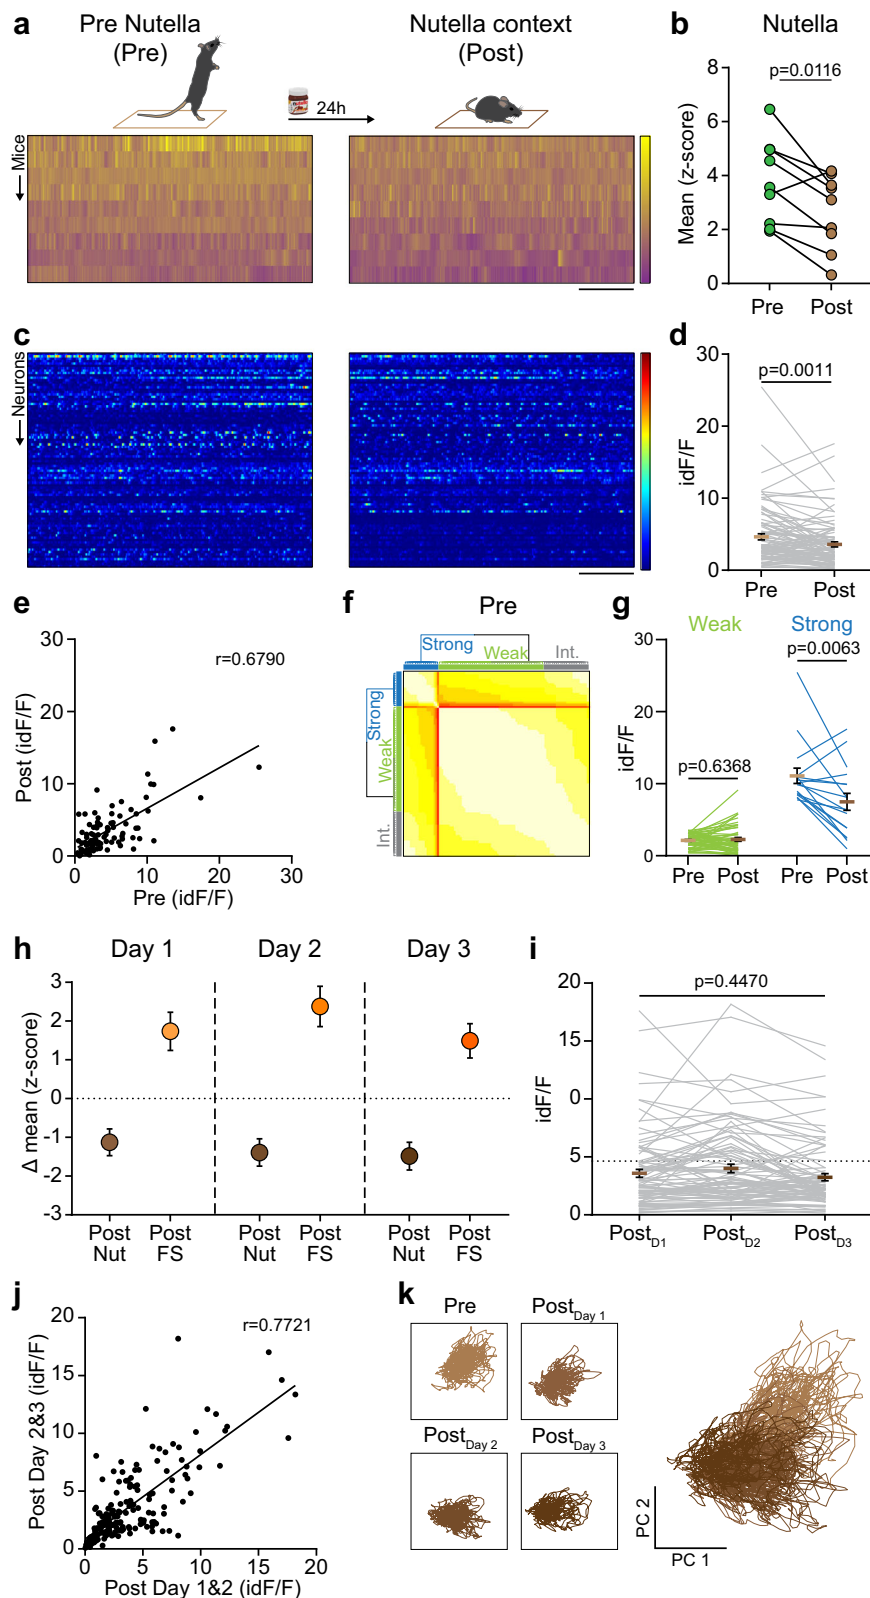 a
Pre Nutella
(Pre)
Nutella context
(Post)
24h
Mice
b
Nutella
p=0.0116
Mean (z-score)
8
6
4
2
0
Pre
Post
c
Neurons
d
p=0.0011
idF/F
30
20
10
0
Pre
Post
e
r=0.6790
Post (idF/F)
30
20
10
0
0
10
20
30
Pre (idF/F)
f
Pre
Strong
Weak
Int.
Strong
Weak
Int.
g
Weak
Strong
p=0.0063
p=0.6368
idF/F
30
20
10
0
Pre
Post
Pre
Post
h
Day 1
Day 2
Day 3
Δ mean (z-score)
3
2
1
0
-1
-2
-3
Post
Nut
Post
FS
Post
Nut
Post
FS
Post
Nut
Post
FS
i
p=0.4470
idF/F
20
15
0
5
0
PostD1
PostD2
PostD3
j
r=0.7721
Post Day 2&3 (idF/F)
20
15
10
5
0
0
5
10
15
20
Post Day 1&2 (idF/F)
k
Pre
PostDay 1
PostDay 2
PostDay 3
PC 2
PC 1